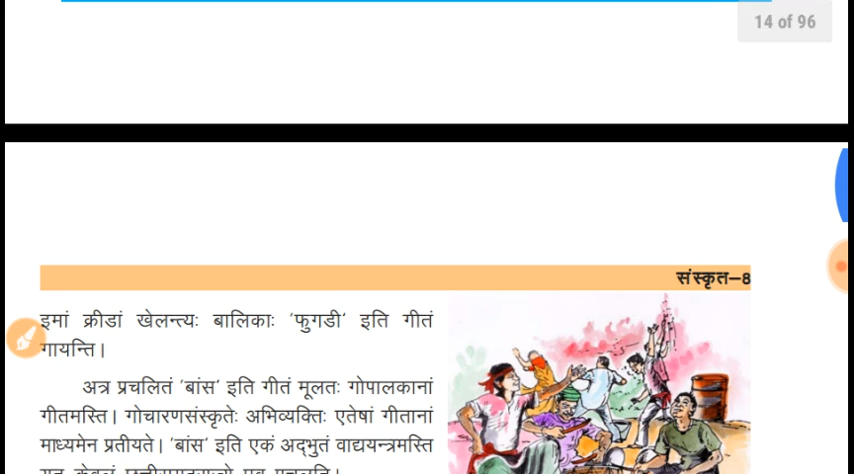 14 of 96
संस्कृत–8
इमां क्रीडां खेलन्त्यः बालिकाः ‘फुगडी’ इति गीतं
गायन्ति।
अत्र प्रचलितं ‘बांस’ इति गीतं मूलतः गोपालकानां
गीतमस्ति। गोचारणसंस्कृतेः अभिव्यक्तिः एतेषां गीतानां
माध्यमेन प्रतीयते। ‘बांस’ इति एकं अद्भुतं वाद्ययन्त्रमस्ति